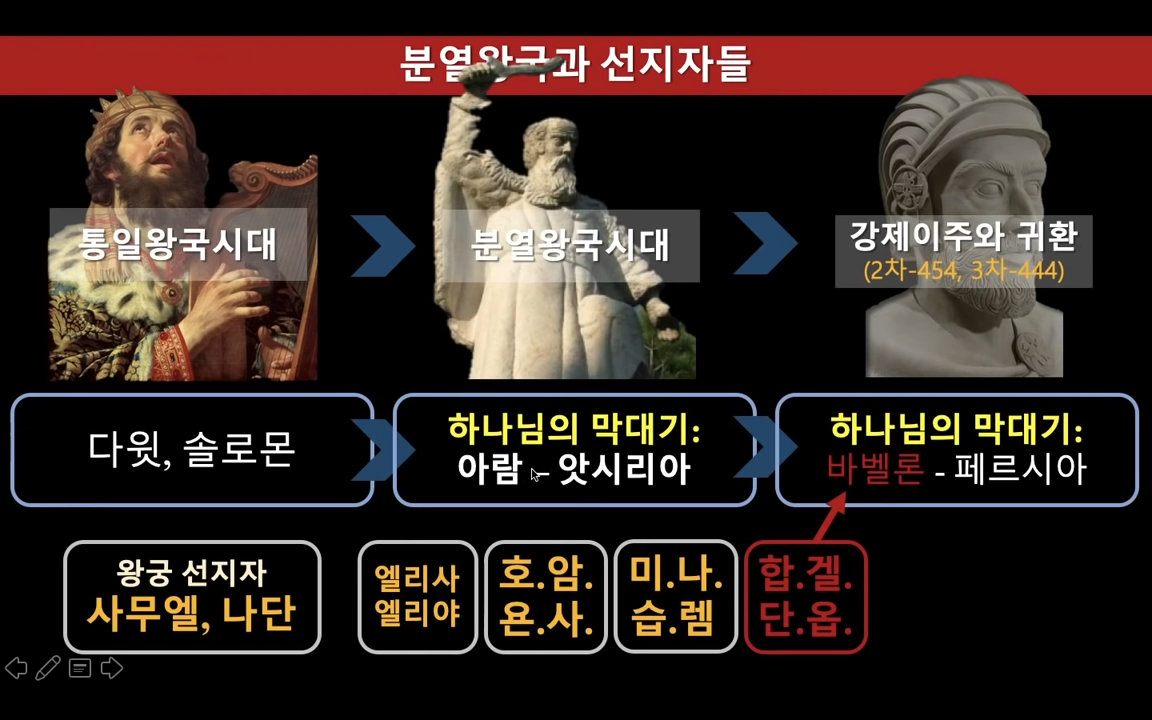 분열왕국과 선지자들
통일왕국시대
분열왕국시대
강제이주와 귀환
(2차-454, 3차-444)
다윗, 솔로몬
하나님의 막대기:
아람 – 앗시리아
하나님의 막대기:
바벨론 - 페르시아
왕궁 선지자
사무엘, 나단
엘리사
엘리야
호.암.
욘.사.
미.나.
습.렘
합.겔.
단.옵.